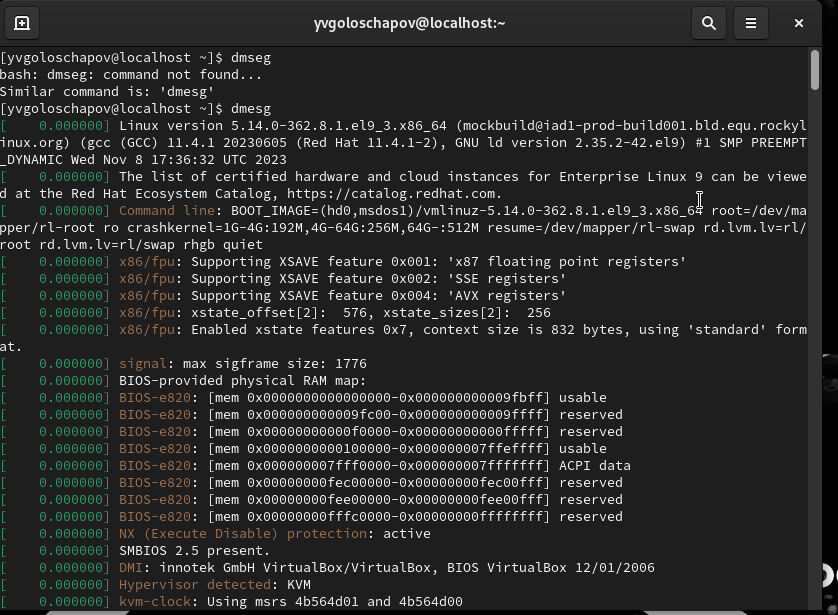 yvgoloschapov@localhost:~
[yvgoloschapov@localhost ~]$ dmseg
bash: dmseg: command not found...
Similar command is: 'dmesg'
[yvgoloschapov@localhost ~]$ dmesg
[    0.000000] Linux version 5.14.0-362.8.1.el9_3.x86_64 (mockbuild@iad1-prod-build001.bld.equ.rockyl
inux.org) (gcc (GCC) 11.4.1 20230605 (Red Hat 11.4.1-2), GNU ld version 2.35.2-42.el9) #1 SMP PREEMPT
_DYNAMIC Wed Nov 8 17:36:32 UTC 2023
[    0.000000] The list of certified hardware and cloud instances for Enterprise Linux 9 can be viewe
d at the Red Hat Ecosystem Catalog, https://catalog.redhat.com.
[    0.000000] Command line: BOOT_IMAGE=(hd0,msdos1)/vmlinuz-5.14.0-362.8.1.el9_3.x86_64 root=/dev/ma
pper/rl-root ro crashkernel=1G-4G:192M,4G-64G:256M,64G-:512M resume=/dev/mapper/rl-swap rd.lvm.lv=rl/
root rd.lvm.lv=rl/swap rhgb quiet
[    0.000000] x86/fpu: Supporting XSAVE feature 0x001: 'x87 floating point registers'
[    0.000000] x86/fpu: Supporting XSAVE feature 0x002: 'SSE registers'
[    0.000000] x86/fpu: Supporting XSAVE feature 0x004: 'AVX registers'
[    0.000000] x86/fpu: xstate_offset[2]:  576, xstate_sizes[2]:  256
[    0.000000] x86/fpu: Enabled xstate features 0x7, context size is 832 bytes, using 'standard' form
at.
[    0.000000] signal: max sigframe size: 1776
[    0.000000] BIOS-provided physical RAM map:
[    0.000000] BIOS-e820: [mem 0x0000000000000000-0x000000000009fbff] usable
[    0.000000] BIOS-e820: [mem 0x000000000009fc00-0x000000000009ffff] reserved
[    0.000000] BIOS-e820: [mem 0x00000000000f0000-0x00000000000fffff] reserved
[    0.000000] BIOS-e820: [mem 0x0000000000100000-0x000000007ffeffff] usable
[    0.000000] BIOS-e820: [mem 0x000000007fff0000-0x000000007fffffff] ACPI data
[    0.000000] BIOS-e820: [mem 0x00000000fec00000-0x00000000fec00fff] reserved
[    0.000000] BIOS-e820: [mem 0x00000000fee00000-0x00000000fee00fff] reserved
[    0.000000] BIOS-e820: [mem 0x00000000fffc0000-0x00000000ffffffff] reserved
[    0.000000] NX (Execute Disable) protection: active
[    0.000000] SMBIOS 2.5 present.
[    0.000000] DMI: innotek GmbH VirtualBox/VirtualBox, BIOS VirtualBox 12/01/2006
[    0.000000] Hypervisor detected: KVM
[    0.000000] kvm-clock: Using msrs 4b564d01 and 4b564d00